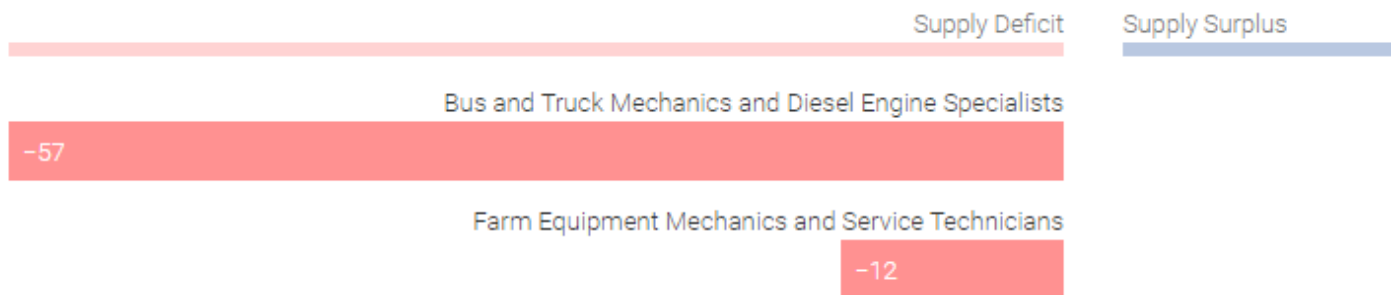 Supply Deficit Supply Surplus
Bus and Truck Mechanics and Diesel Engine Specialists
−57
Farm Equipment Mechanics and Service Technicians
−12